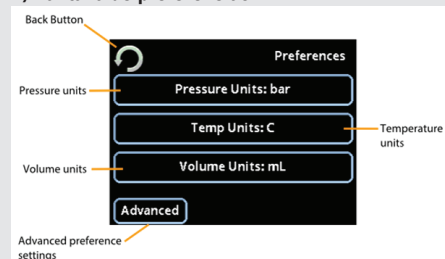 Back Button
Preferences
Pressure units
Pressure Units: bar
Temp Units: C
Temperature
units
Volume units
Volume Units: mL
Advanced
Advanced preference
settings